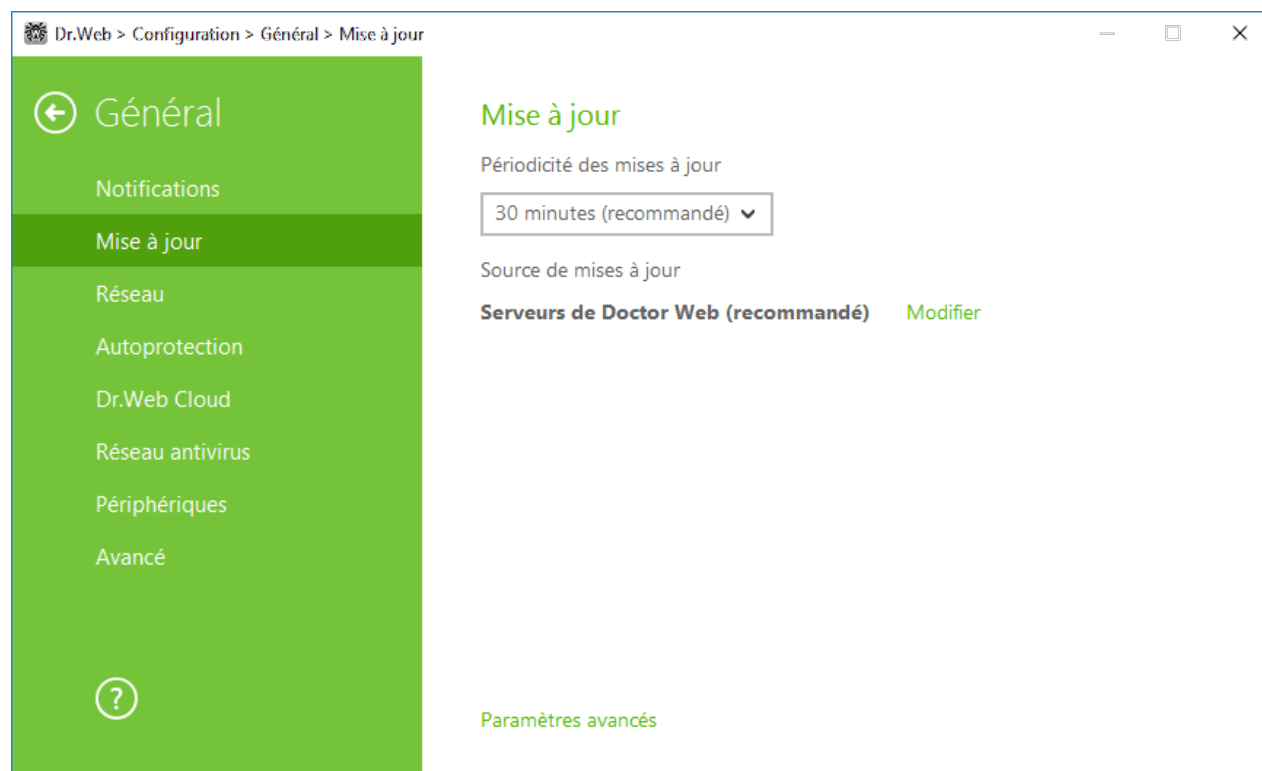 Dr.Web > Configuration > Général > Mise à jour
Général
Notifications
Mise à jour
Réseau
Autoprotection
Dr.Web Cloud
Réseau antivirus
Périphériques
Avancé
?
Mise à jour
Périodicité des mises à jour
30 minutes (recommandé)
Source de mises à jour
Serveurs de Doctor Web (recommandé) Modifier
Paramètres avancés